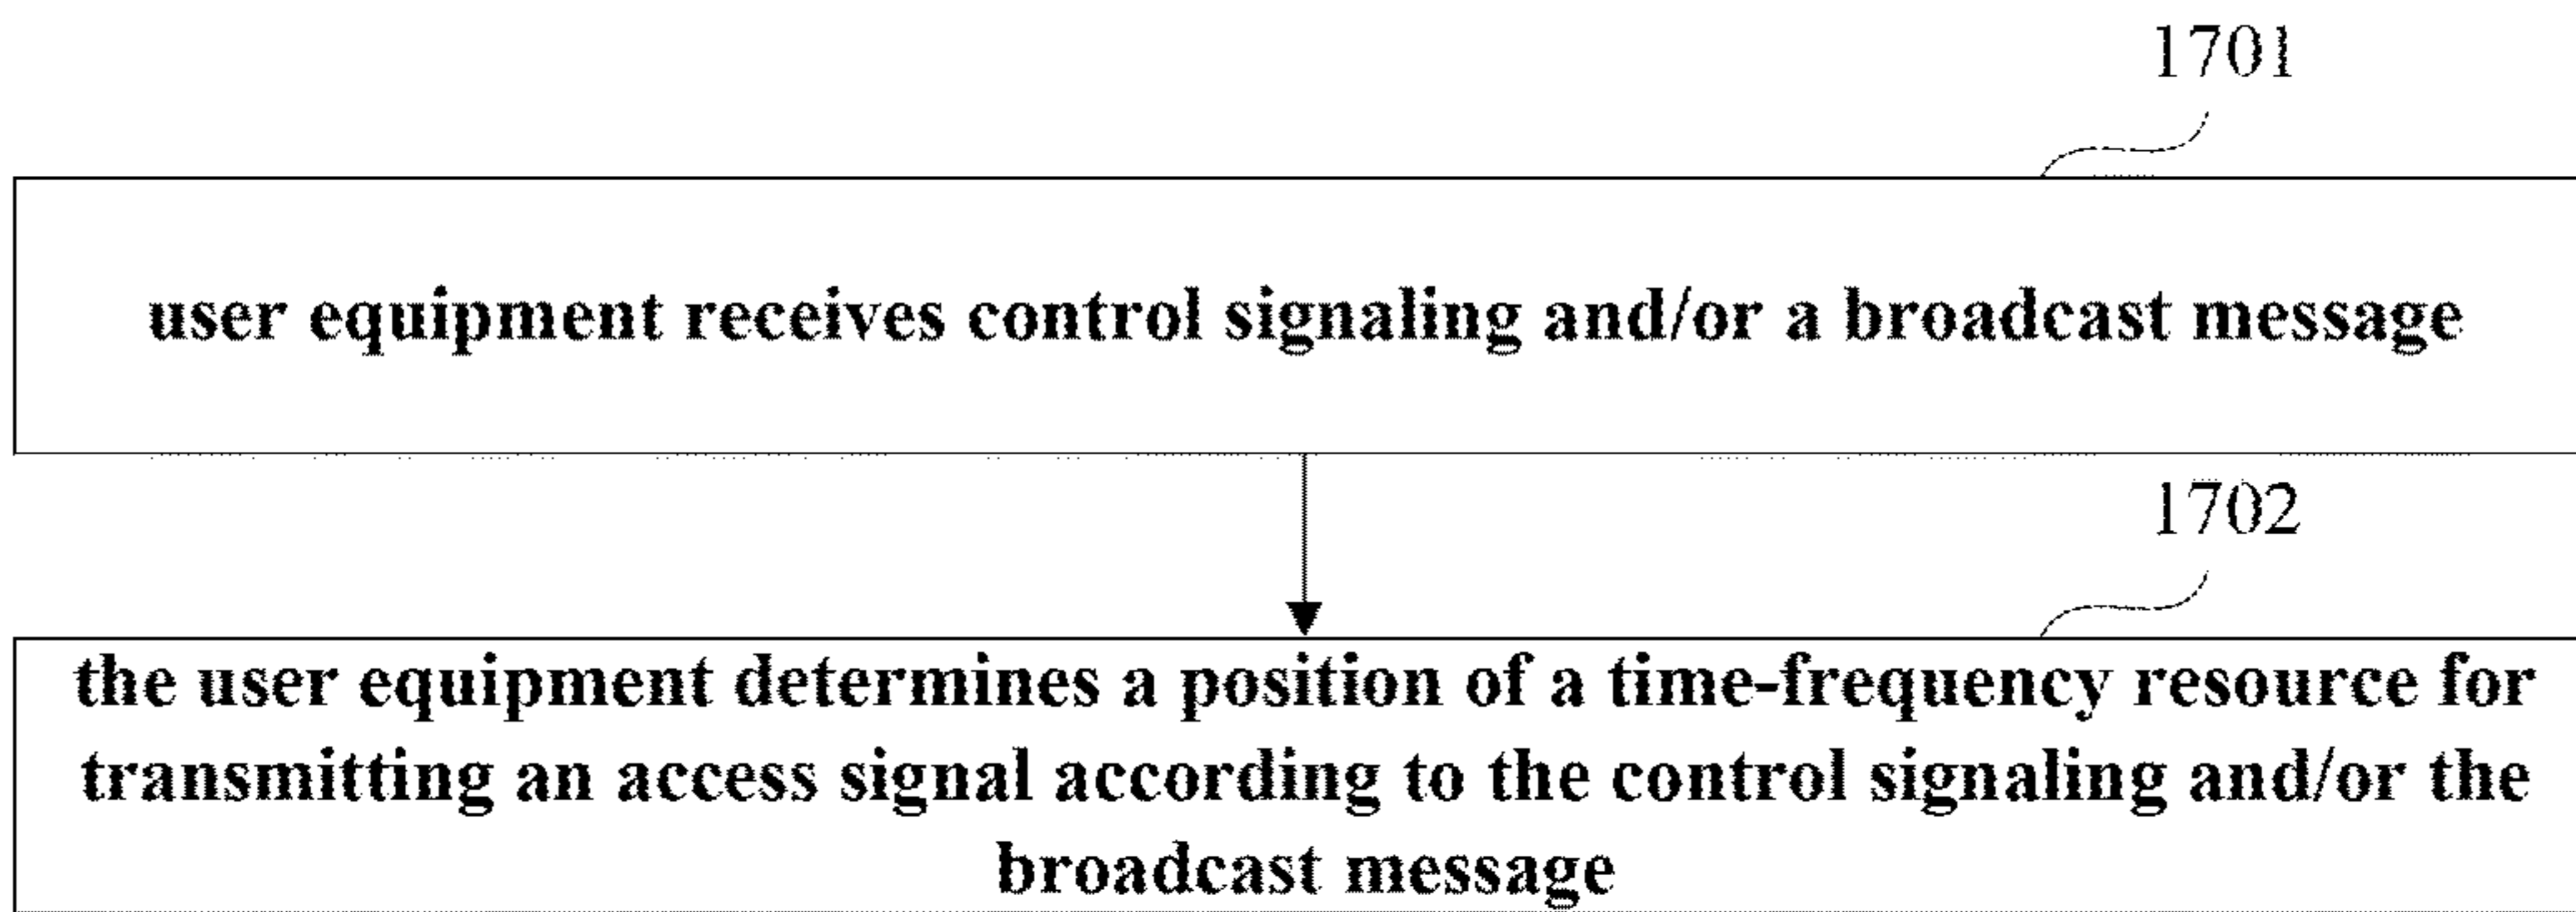 1701
user equipment receives control signaling and/or a broadcast message
1702
the user equipment determines a position of a time-frequency resource for
transmitting an access signal according to the control signaling and/or the
broadcast message